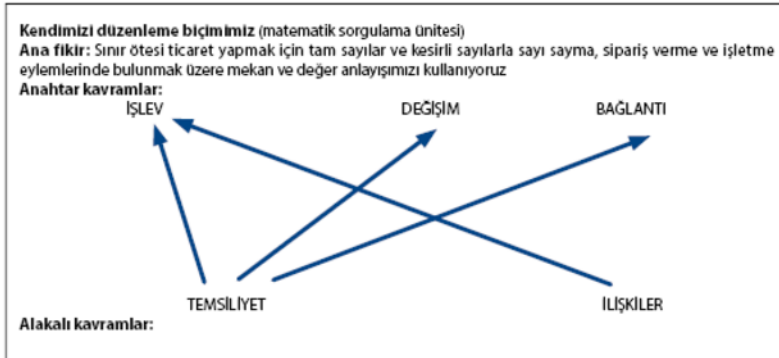 Kendimizi düzenleme biçimimiz (matematik sorgulama ünitesi)
Ana fikir: Sınır ötesi ticaret yapmak için tam sayılar ve kesirli sayılarla sayı sayma, sipariş verme ve işletme
eylemlerinde bulunmak üzere mekan ve değer anlayışımızı kullanıyoruz
Anahtar kavramlar:
İŞLEV DEĞİŞİM BAĞLANTI
TEMSİLİYET İLİŞKİLER
Alakalı kavramlar: